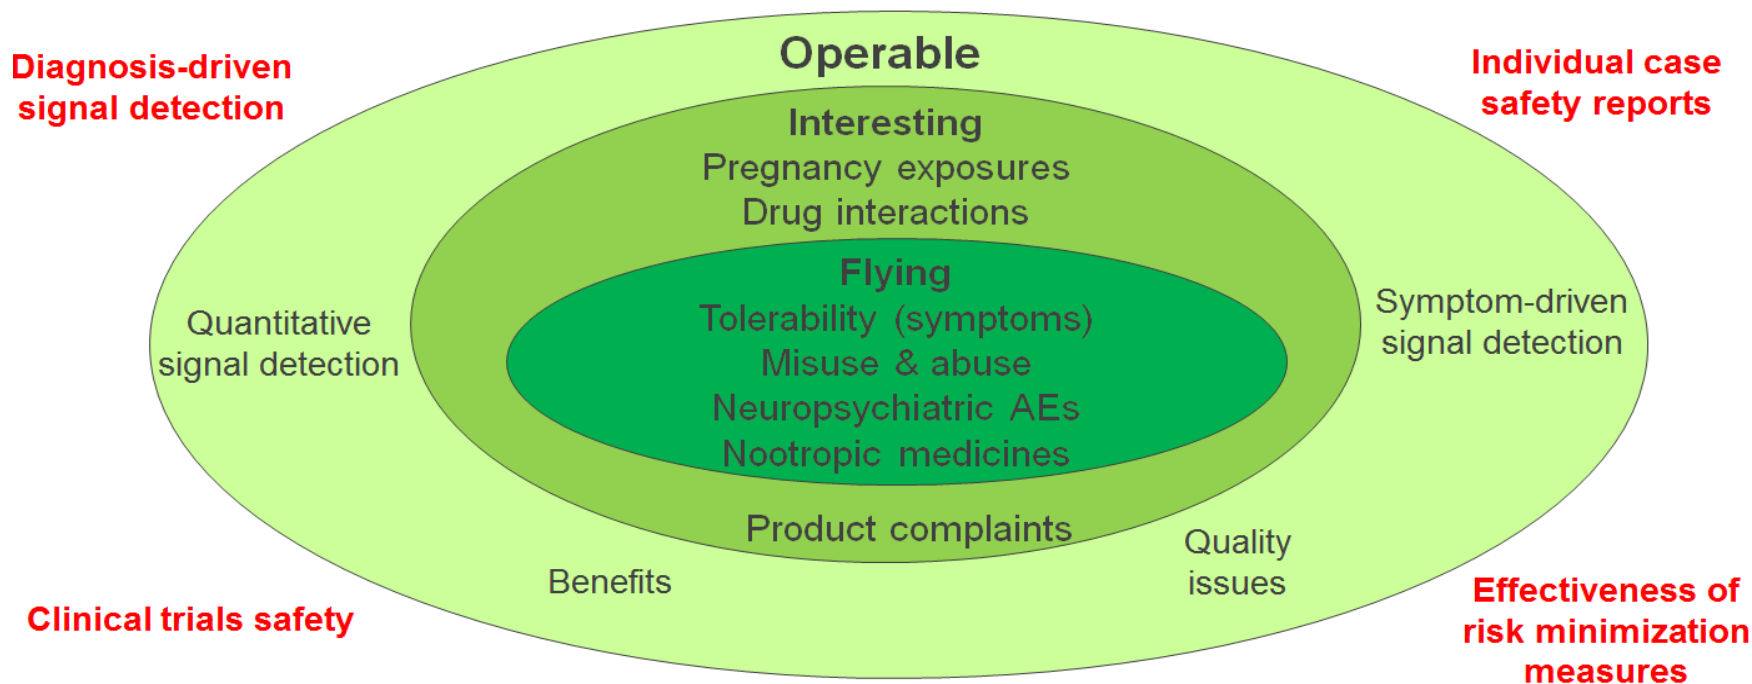 Diagnosis-driven
signal detection
Operable
Individual case
safety reports
Interesting
Pregnancy exposures
Drug interactions
Flying
Tolerability (symptoms)
Misuse & abuse
Neuropsychiatric AEs
Nootropic medicines
Quantitative
signal detection
Symptom-driven
signal detection
Product complaints
Benefits
Quality
issues
Clinical trials safety
Effectiveness of
risk minimization
measures